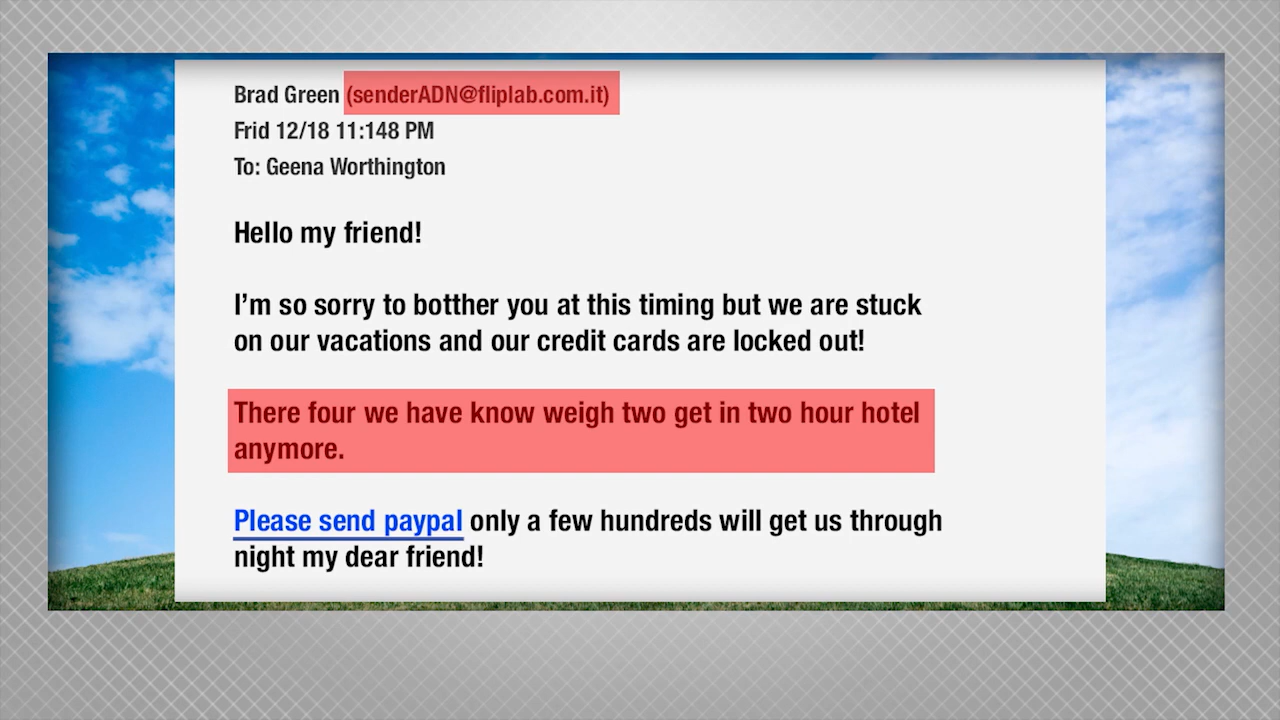 Brad Green (senderADN@fliplab.com.it)
Frid 12/18 11:148 PM
To: Geena Worthington
Hello my friend!
I'm so sorry to botther you at this timing but we are stuck
on our vacations and our credit cards are locked out!
There four we have know weigh two get in two hour hotel
anymore.
Please send paypal only a few hundreds will get us through
night my dear friend!